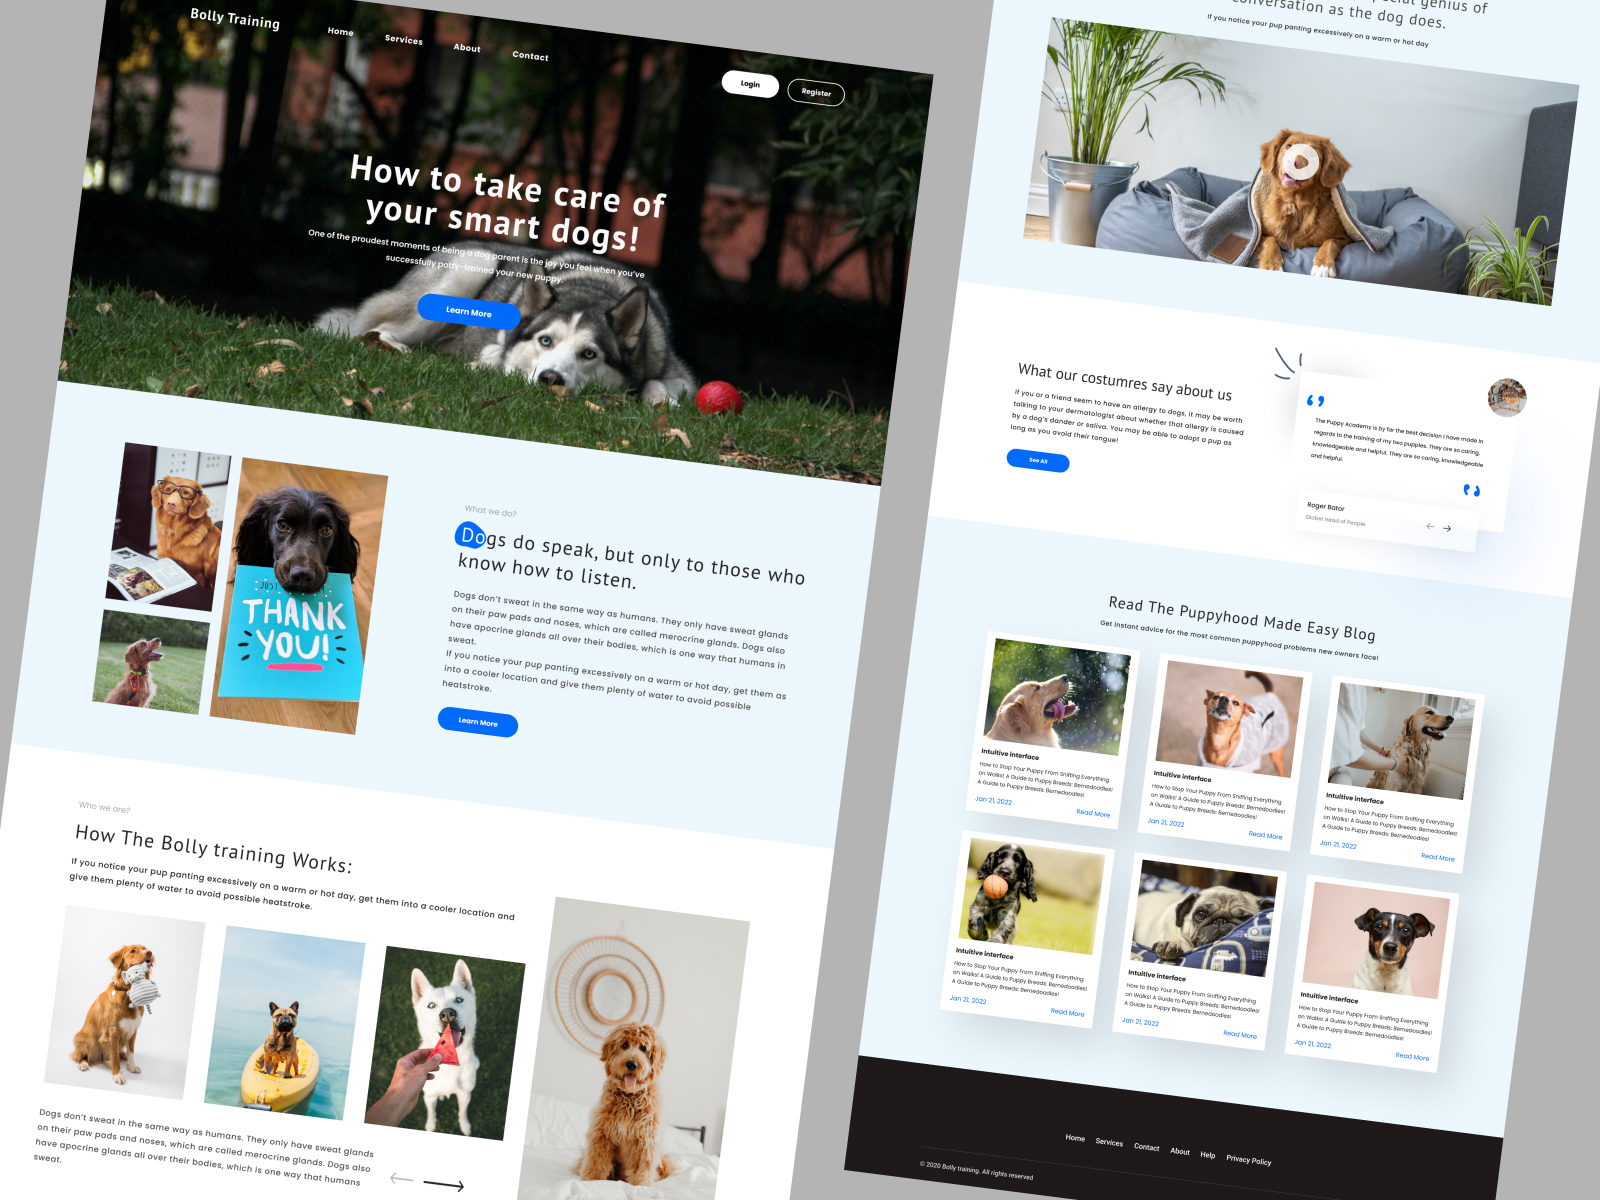 Bolly Training
Home Services About Contact
Login Register
How to take care of
your smart dogs!
One of the proudest moments of being a dog parent is the joy you feel when you've
successfully potty-trained your new puppy.
Learn More
THANK
YOU!
What we do?
Dogs do speak, but only to those who
know how to listen.
Dogs don't sweat in the same way as humans. They only have sweat glands
on their paw pads and noses, which are called merocrine glands. Dogs also
have apocrine glands all over their bodies, which is one way that humans in
sweat.
If you notice your pup panting excessively on a warm or hot day, get them as
into a cooler location and give them plenty of water to avoid possible
heatstroke.
Learn More
Who we are?
How The Bolly training Works:
If you notice your pup panting excessively on a warm or hot day, get them into a cooler location and
give them plenty of water to avoid possible heatstroke.
Dogs don't sweat in the same way as humans. They only have sweat glands
on their paw pads and noses, which are called merocrine glands. Dogs also
have apocrine glands all over their bodies, which is one way that humans
sweat.
genius of
conversation as the dog does.
If you notice your pup panting excessively on a warm or hot day
What our costumres say about us
If you or a friend seem to have an allergy to dogs, it may be worth
talking to your dermatologist about whether that allergy is caused
by a dog's dander or saliva. You may be able to adopt a pup as
long as you avoid their tongue!
See All
The Puppy Academy is by far the best decision I have made in
regards to the training of my two puppies. They are so caring,
knowledgeable and helpful. They are so caring, knowledgeable
and helpful.
Roger Bator
Global Head of People
Read The Puppyhood Made Easy Blog
Get instant advice for the most common puppyhood problems new owners face!
Intuitive interface
How to Stop Your Puppy From Sniffing Everything
on Walks! A Guide to Puppy Breeds: Bernedoodles!
A Guide to Puppy Breeds: Bernedoodles!
Jan 21, 2022
Read More
Intuitive interface
How to Stop Your Puppy From Sniffing Everything
on Walks! A Guide to Puppy Breeds: Bernedoodles!
A Guide to Puppy Breeds: Bernedoodles!
Jan 21, 2022
Read More
Intuitive interface
How to Stop Your Puppy From Sniffing Everything
on Walks! A Guide to Puppy Breeds: Bernedoodles!
A Guide to Puppy Breeds: Bernedoodles!
Jan 21, 2022
Read More
Intuitive interface
How to Stop Your Puppy From Sniffing Everything
on Walks! A Guide to Puppy Breeds: Bernedoodles!
A Guide to Puppy Breeds: Bernedoodles!
Jan 21, 2022
Read More
Intuitive interface
How to Stop Your Puppy From Sniffing Everything
on Walks! A Guide to Puppy Breeds: Bernedoodles!
A Guide to Puppy Breeds: Bernedoodles!
Jan 21, 2022
Read More
Intuitive interface
How to Stop Your Puppy From Sniffing Everything
on Walks! A Guide to Puppy Breeds: Bernedoodles!
A Guide to Puppy Breeds: Bernedoodles!
Jan 21, 2022
Read More
Home Services Contact About Help Privacy Policy
© 2020 Bolly training. All rights reserved